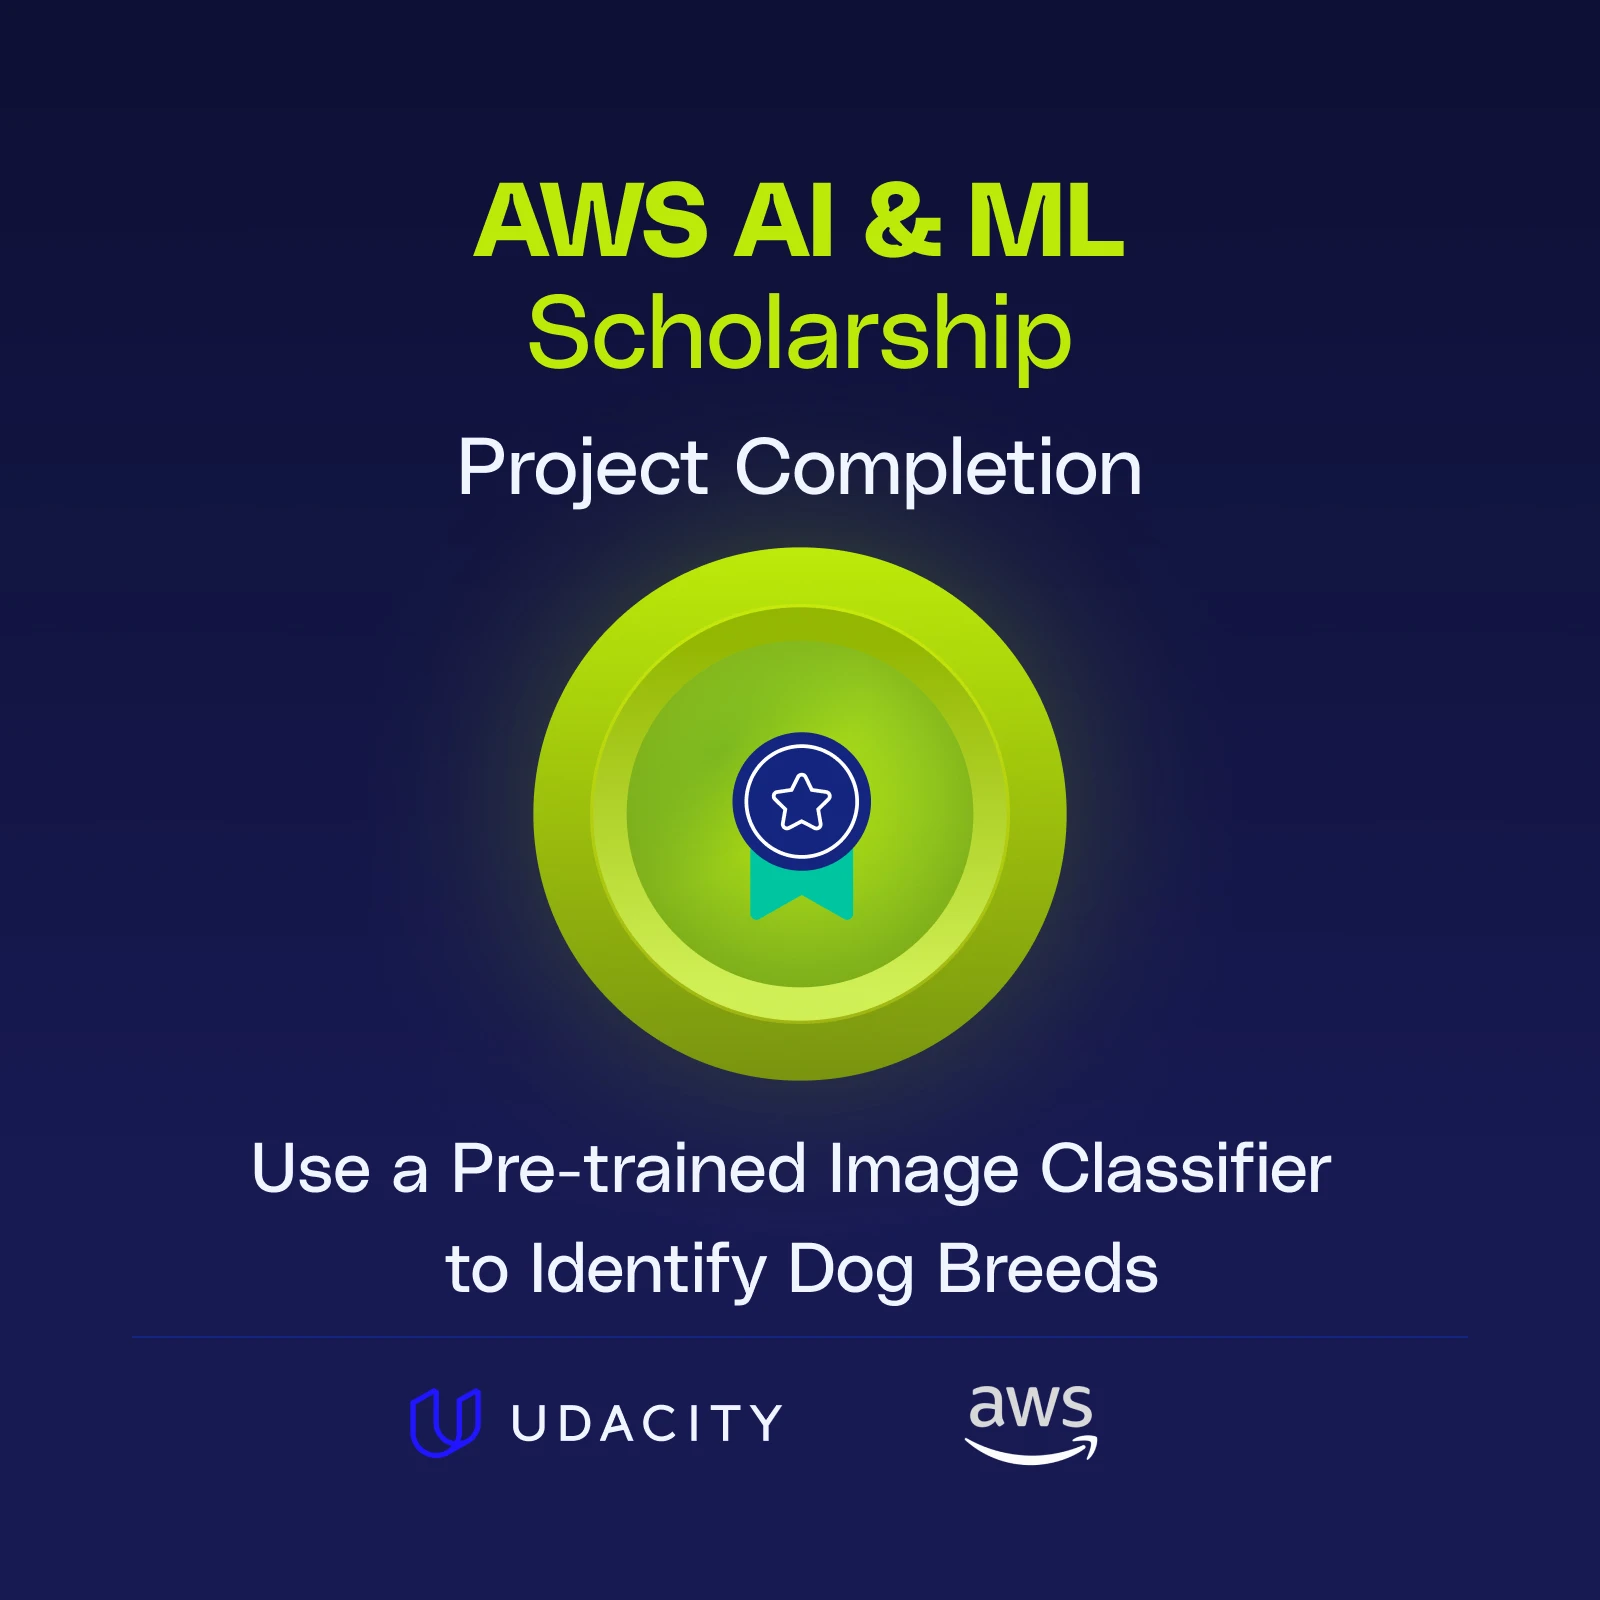 AWS AI & ML
Scholarship
Project Completion
Use a Pre-trained Image Classifier
to Identify Dog Breeds
UDACITY
aws